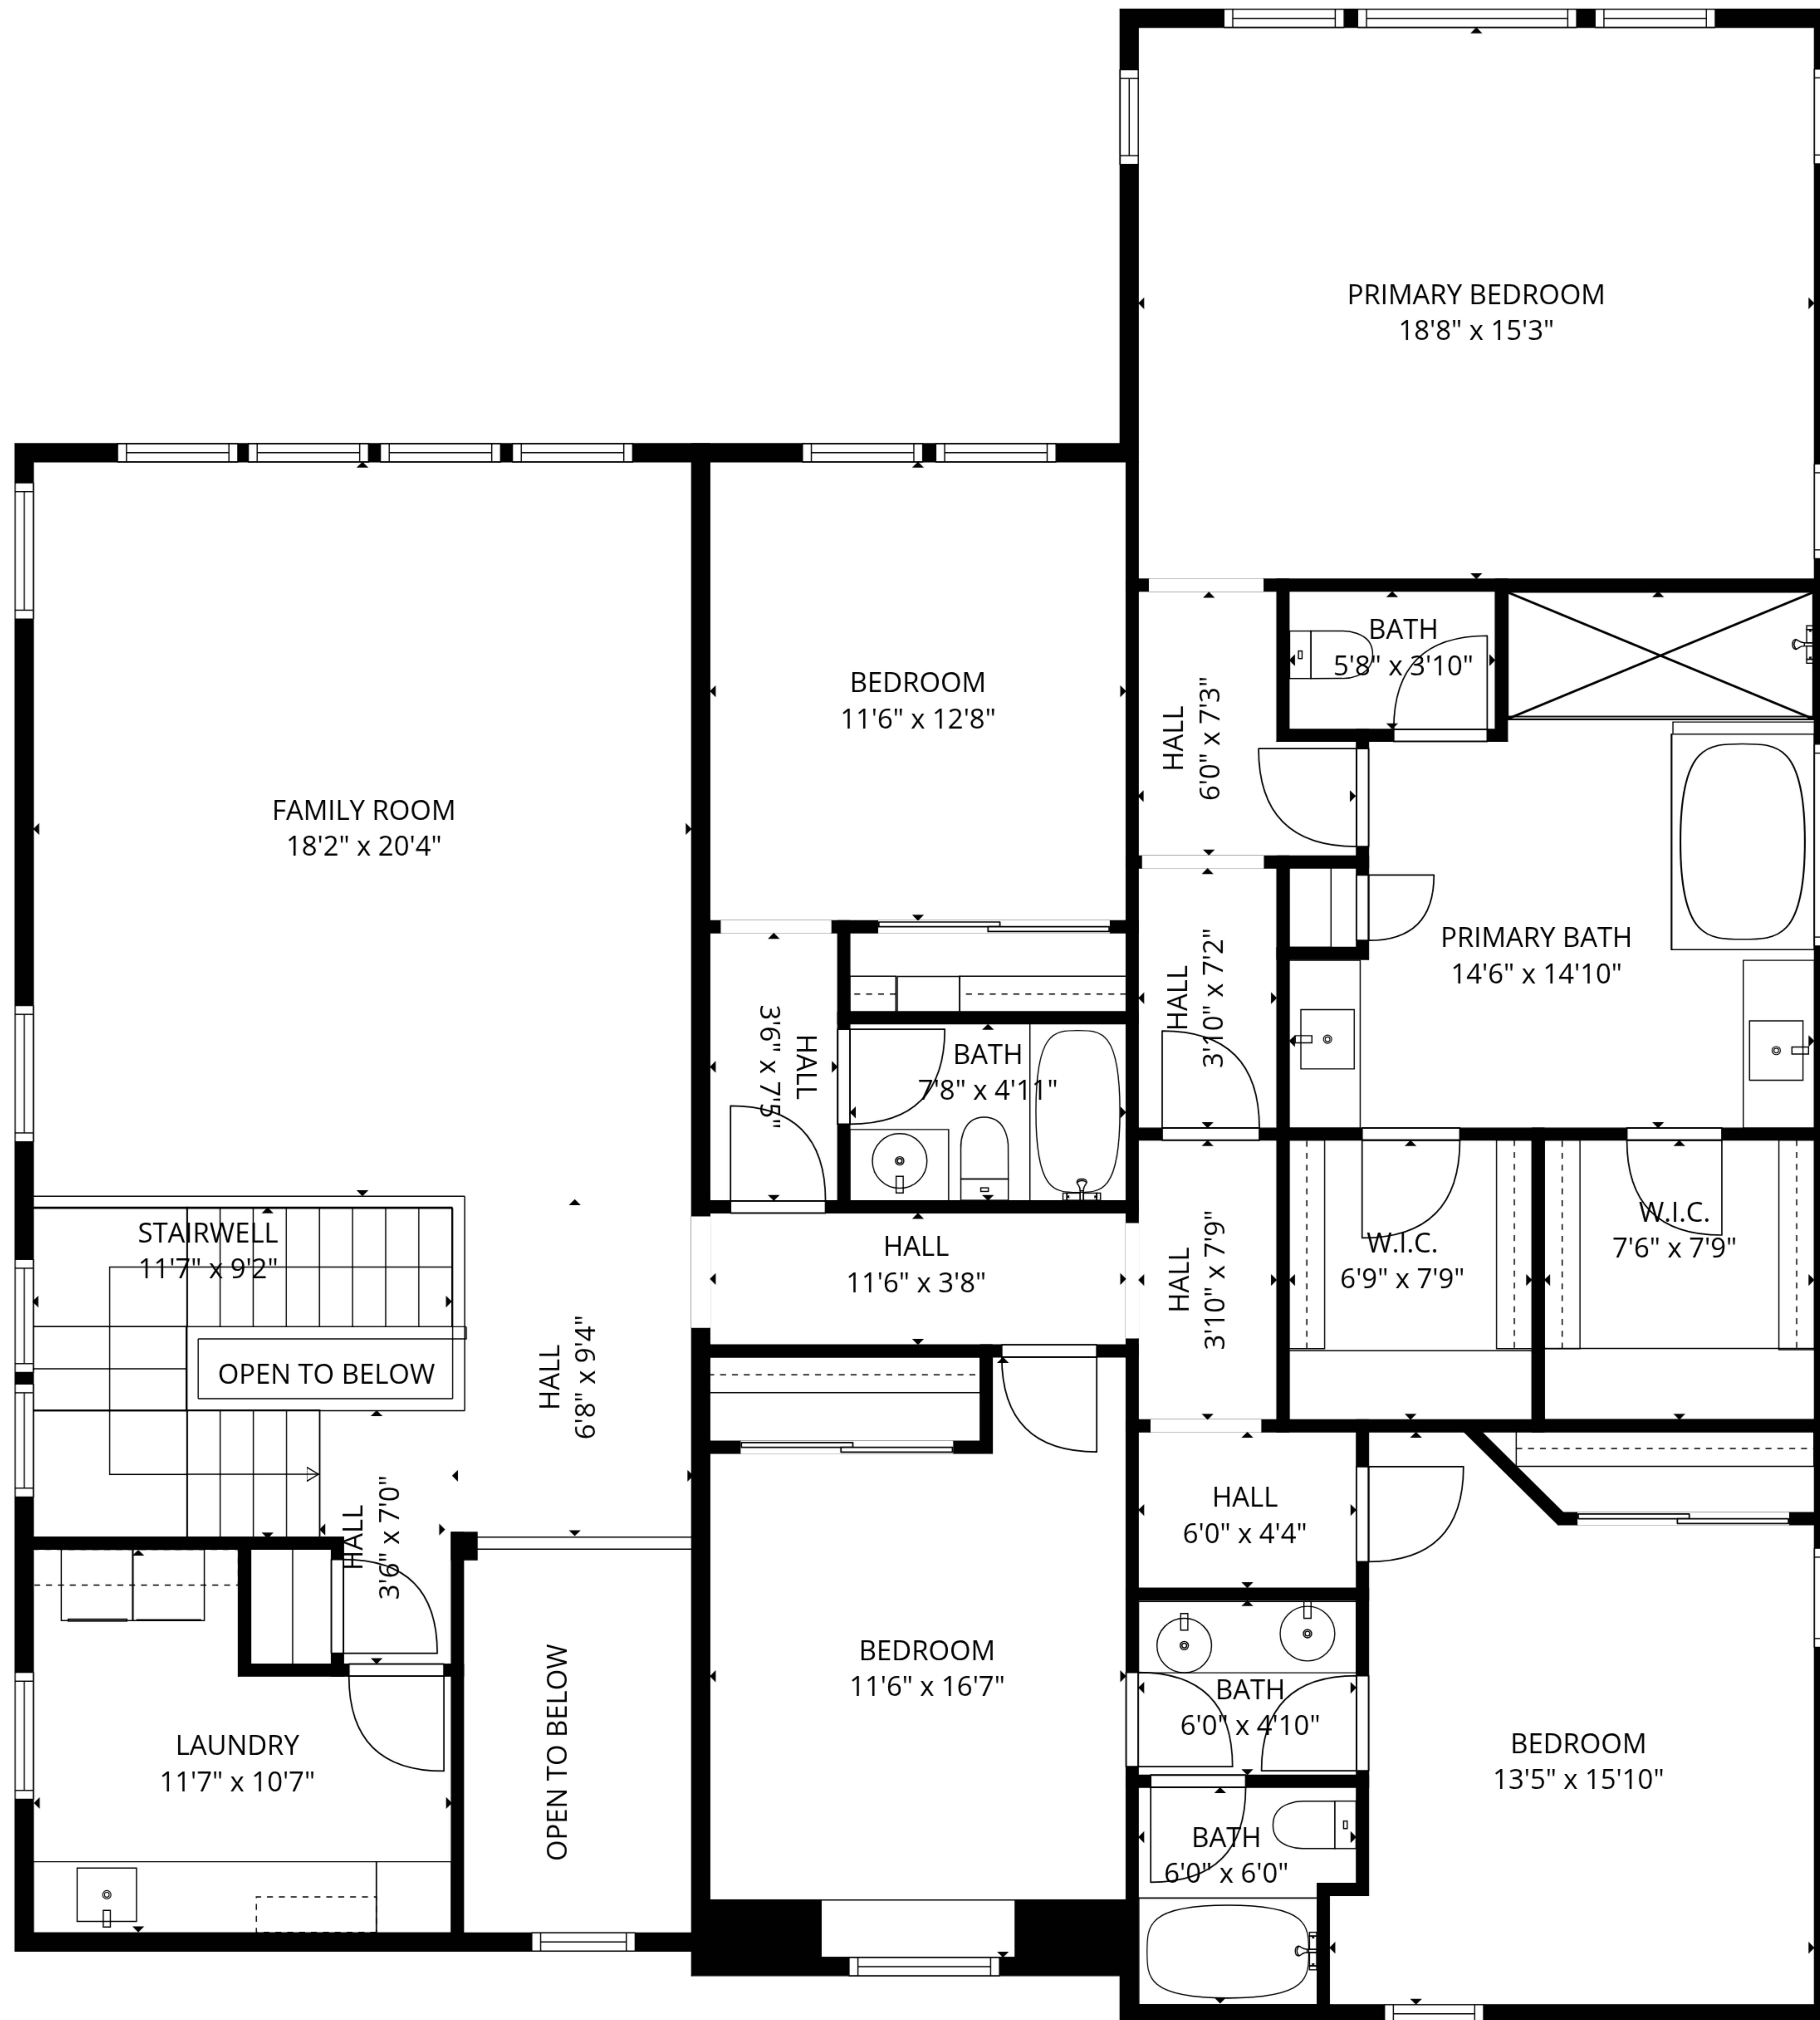 PRIMARY BEDROOM
18'8" x 15'3"
BATH
5'8" x 3'10"
BEDROOM
11'6" x 12'8"
HALL
6'0" x 7'3"
FAMILY ROOM
18'2" x 20'4"
PRIMARY BATH
14'6" x 14'10"
HALL
3'10" x 7'2"
HALL
3'6" x 7'5"
BATH
7'8" x 4'11"
STAIRWELL
11'7" x 9'2"
HALL
11'6" x 3'8"
HALL
3'10" x 7'9"
W.I.C.
6'9" x 7'9"
W.I.C.
7'6" x 7'9"
OPEN TO BELOW
HALL
6'8" x 9'4"
HALL
3'6" x 7'0"
HALL
6'0" x 4'4"
BEDROOM
11'6" x 16'7"
BATH
6'0" x 4'10"
LAUNDRY
11'7" x 10'7"
OPEN TO BELOW
BEDROOM
13'5" x 15'10"
BATH
6'0" x 6'0"